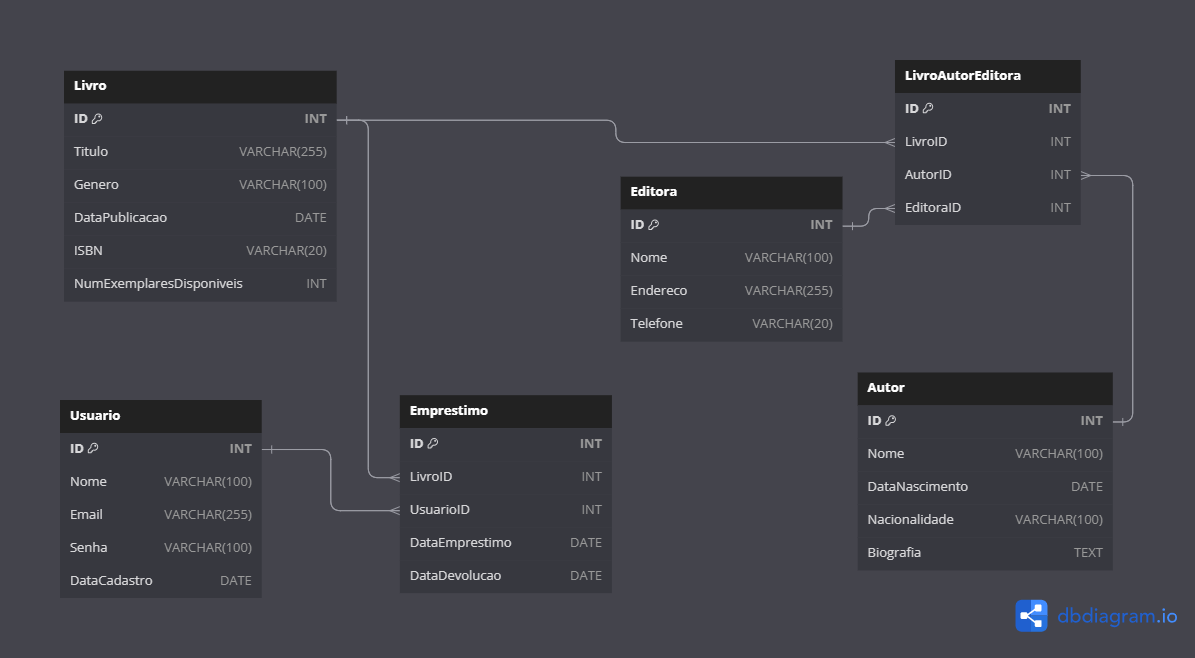 Livro
ID INT
Titulo VARCHAR(255)
Genero VARCHAR(100)
DataPublicacao DATE
ISBN VARCHAR(20)
NumExemplaresDisponiveis INT
LivroAutorEditora
ID INT
LivroID INT
AutorID INT
EditoraID INT
Editora
ID INT
Nome VARCHAR(100)
Endereco VARCHAR(255)
Telefone VARCHAR(20)
Usuario
ID INT
Nome VARCHAR(100)
Email VARCHAR(255)
Senha VARCHAR(100)
DataCadastro DATE
Emprestimo
ID INT
LivroID INT
UsuarioID INT
DataEmprestimo DATE
DataDevolucao DATE
Autor
ID INT
Nome VARCHAR(100)
DataNascimento DATE
Nacionalidade VARCHAR(100)
Biografia TEXT
dbdiagram.io